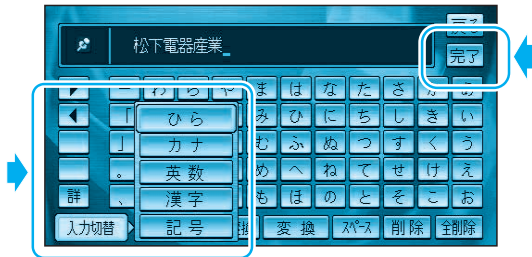 戻る
松下電器産業_
完了
ー わ ら や ま は な た さ か あ
「 ひら み ひ に ち し き い
」 カナ む ふ ぬ つ す く う
。 英数 め へ ね て せ け え
詳 、 漢字 も ほ の と そ こ お
入力切替 記号 変換 スペース 削除 全削除